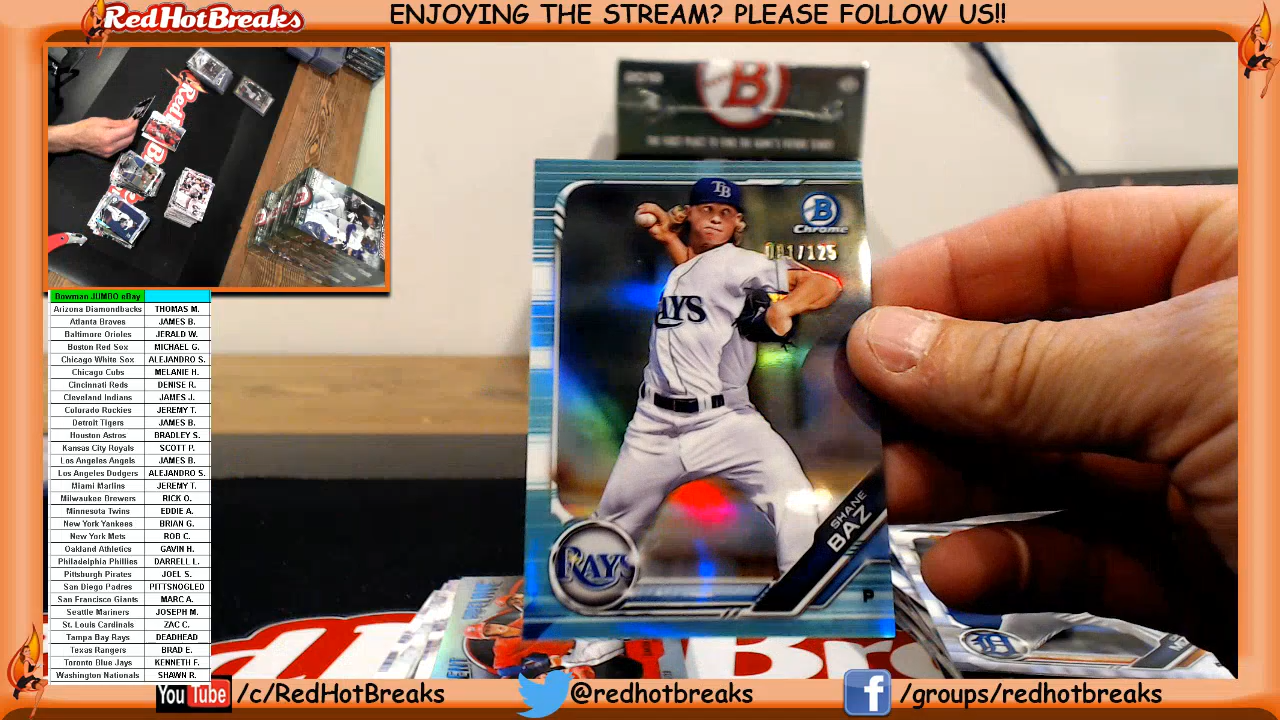 RedHotBreaks
ENJOYING THE STREAM? PLEASE FOLLOW US!!
Bowman JUMBO eBay
Arizona Diamondbacks THOMAS M.
Atlanta Braves JAMES B.
Baltimore Orioles JERALD W.
Boston Red Sox MICHAEL G.
Chicago White Sox ALEJANDRO S.
Chicago Cubs MELANIE H.
Cincinnati Reds DENISE R.
Cleveland Indians JAMES J.
Colorado Rockies JEREMY T.
Detroit Tigers JAMES B.
Houston Astros BRADLEY S.
Kansas City Royals SCOTT P.
Los Angeles Angels JAMES B.
Los Angeles Dodgers ALEJANDRO S.
Miami Marlins JEREMY T.
Milwaukee Brewers RICK O.
Minnesota Twins EDDIE A.
New York Yankees BRIAN G.
New York Mets ROB C.
Oakland Athletics GAVIN H.
Philadelphia Phillies DARRELL L.
Pittsburgh Pirates JOEL S.
San Diego Padres PITTSNOGLED
San Francisco Giants MARC A.
Seattle Mariners JOSEPH M.
St. Louis Cardinals ZAC C.
Tampa Bay Rays DEADHEAD
Texas Rangers BRAD E.
Toronto Blue Jays KENNETH F.
Washington Nationals SHAWN R.
B
TB
B
Chrome
/125
RAYS
SHANE
BAZ
RAYS
P
You Tube /c/RedHotBreaks
@redhotbreaks
f /groups/redhotbreaks